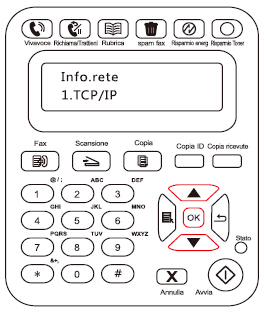 Vivavoce Richiama/Tratteni Rubrica spam fax Risparmio energ Risparmio Toner
Info.rete
1.TCP/IP
Fax Scansione Copia Copia ID Copia ricevute
@/; ABC DEF
1 2 3
GHI JKL MNO
4 5 6 OK
PQRS TUV WXYZ
7 8 9 Stato
&+,
* 0 # X
Annulla Avvia